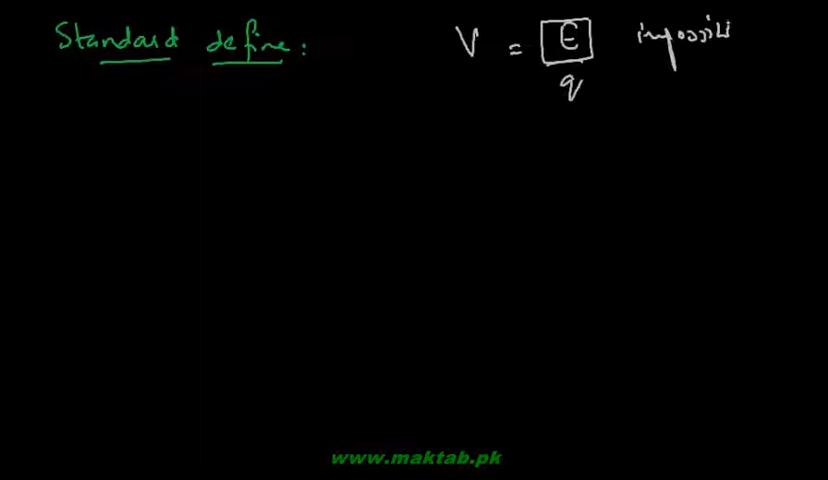 Standard define : V = E impossibl
q
www.maktab.pk